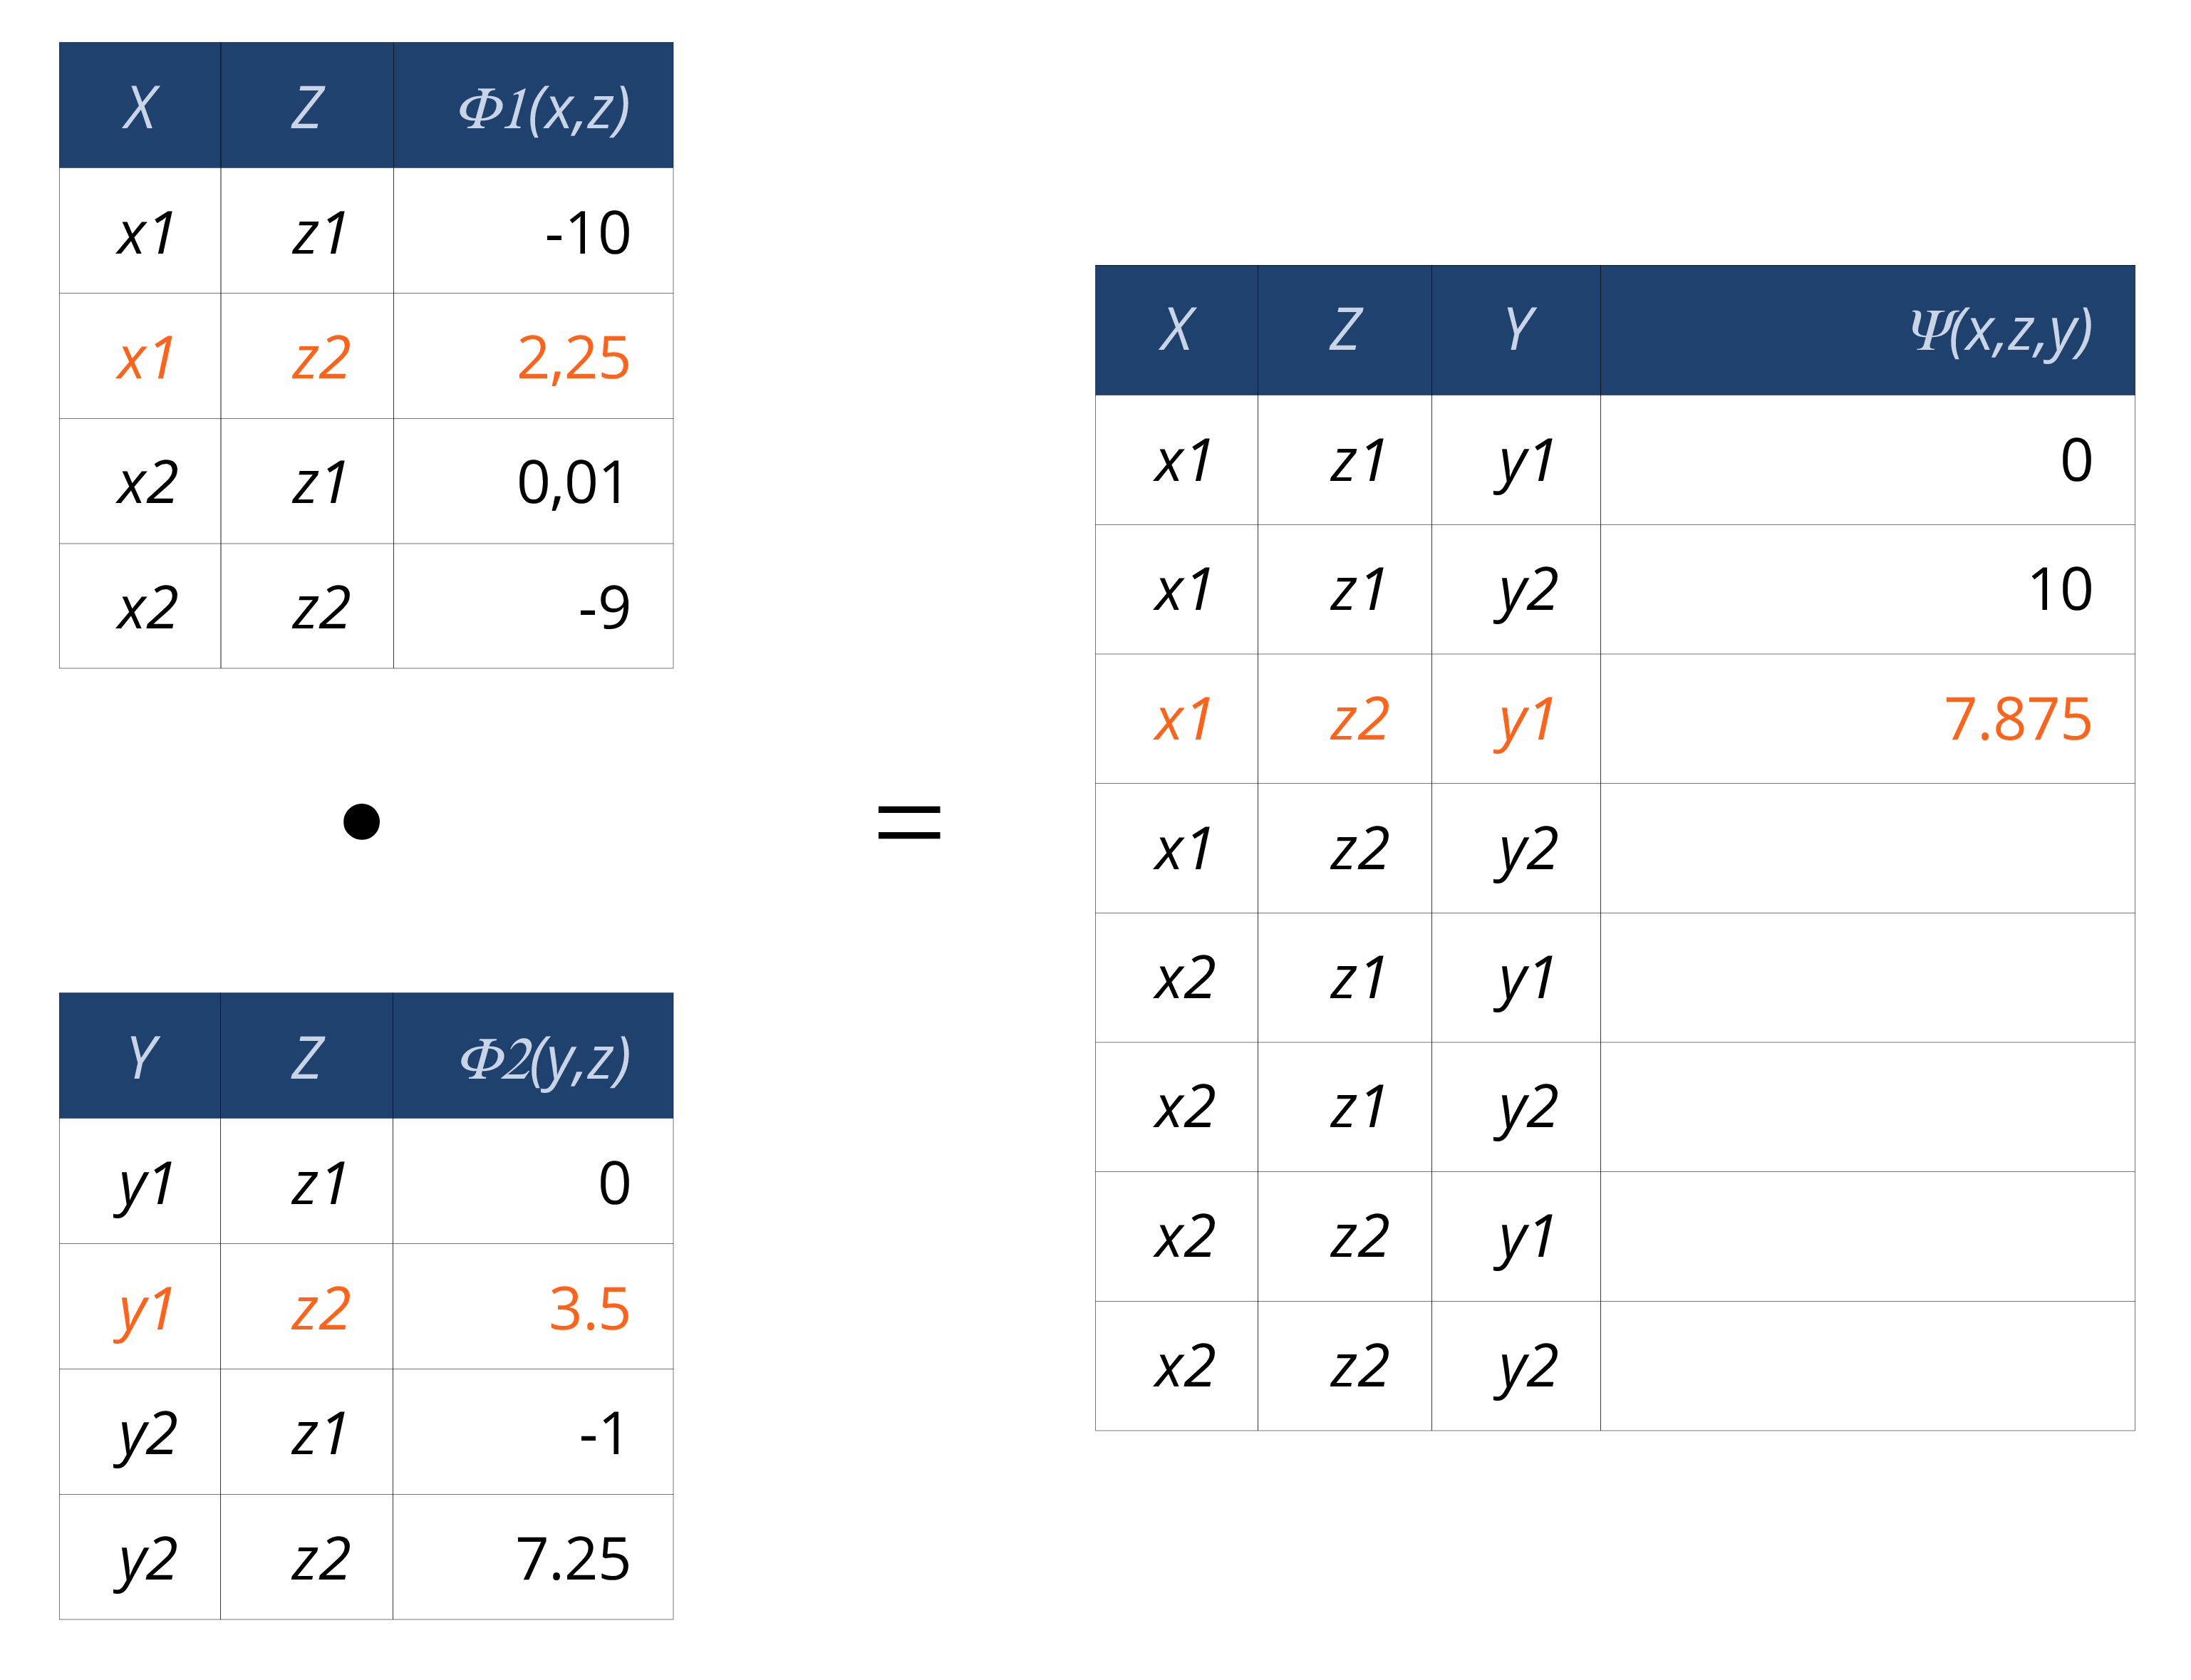 X Z Φ1(x,z)
x1 z1 -10
x1 z2 2,25
x2 z1 0,01
x2 z2 -9
•
Y Z Φ2(y,z)
y1 z1 0
y1 z2 3.5
y2 z1 -1
y2 z2 7.25
=
X Z Y Ψ(x,z,y)
x1 z1 y1 0
x1 z1 y2 10
x1 z2 y1 7.875
x1 z2 y2
x2 z1 y1
x2 z1 y2
x2 z2 y1
x2 z2 y2